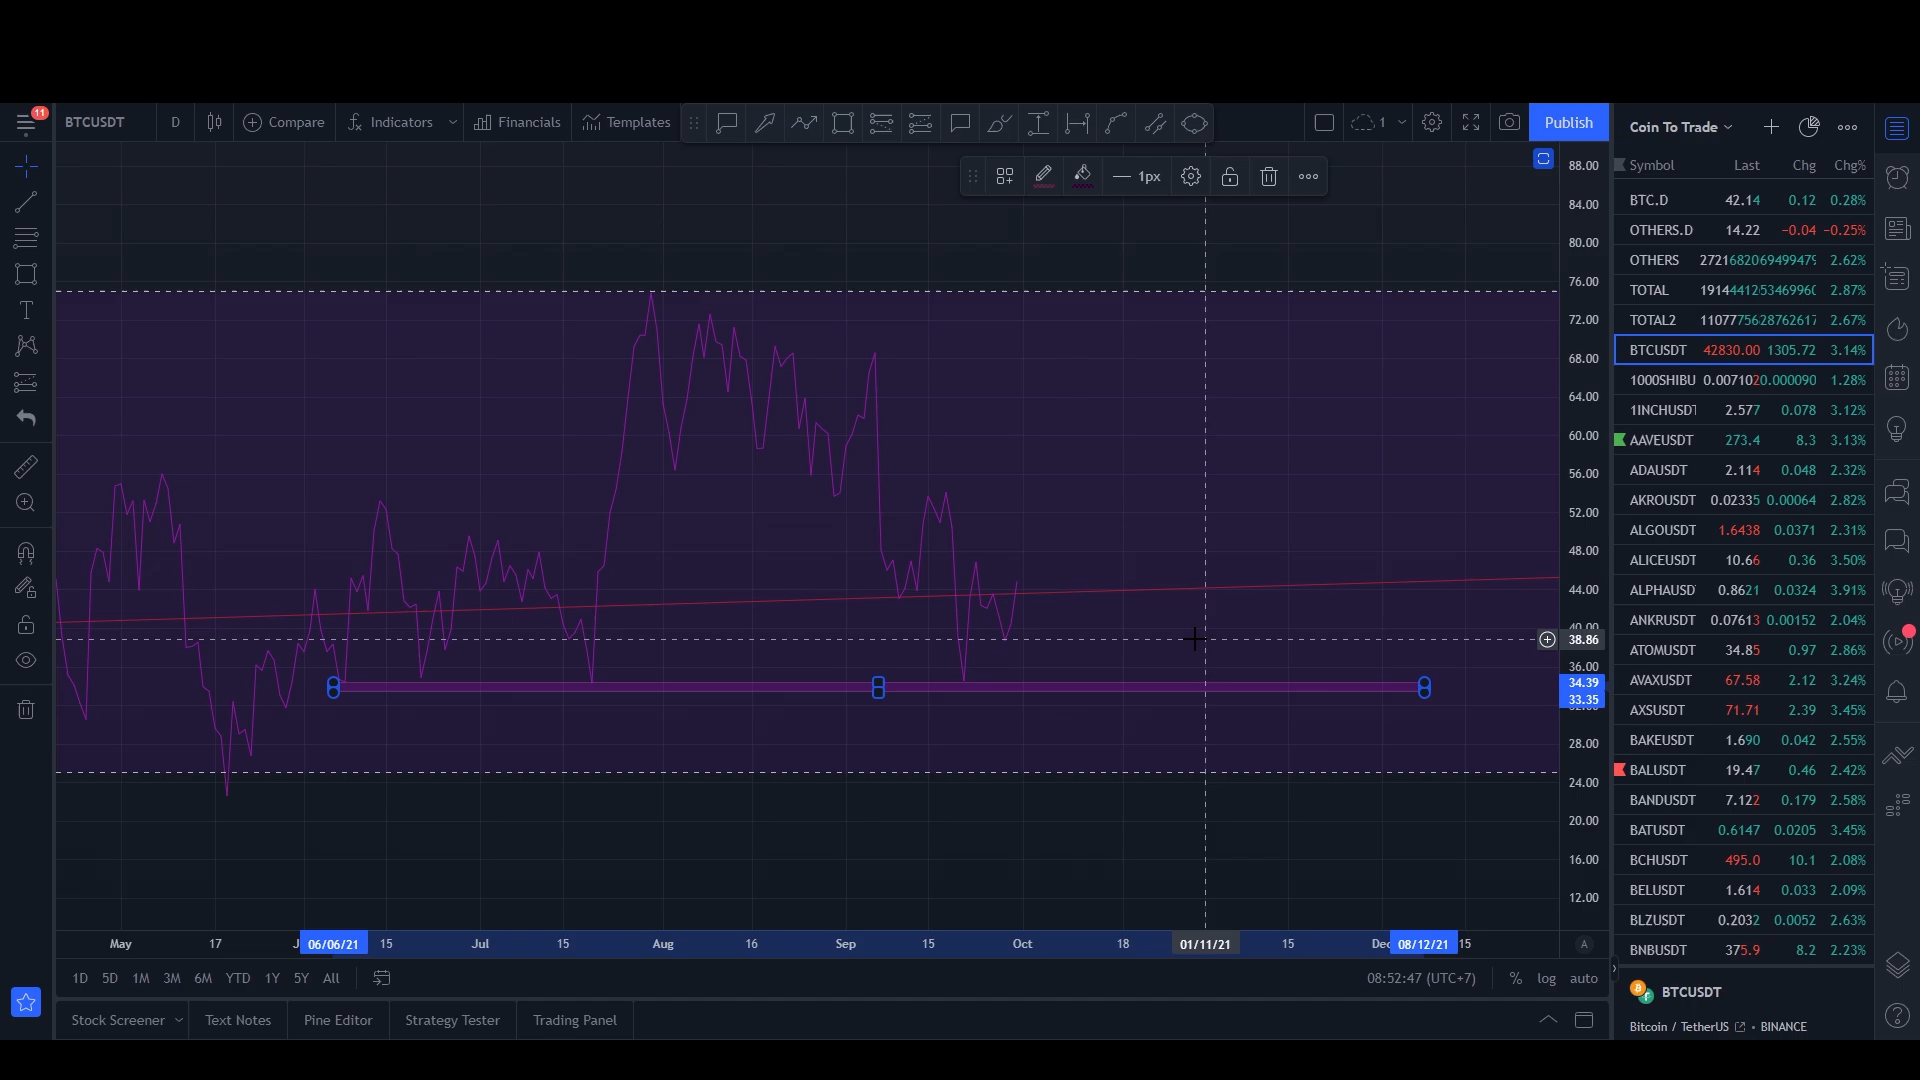 11
BTCUSDT D Compare Indicators Financials Templates 1 Publish
1px
Coin To Trade
Symbol Last Chg Chg%
BTC.D 42.14 0.12 0.28%
OTHERS.D 14.22 −0.04 −0.25%
OTHERS 2721682069499479 2.62%
TOTAL 2.87%
TOTAL2 2.67%
BTCUSDT 42830.00 1305.72 3.14%
1000SHIBU 0.007102 0.000090 1.28%
1INCHUSDT 2.577 0.078 3.12%
AAVEUSDT 273.4 8.3 3.13%
ADAUSDT 2.114 0.048 2.32%
AKROUSDT 0.02335 0.00064 2.82%
ALGOUSDT 1.6438 0.0371 2.31%
ALICEUSDT 10.66 0.36 3.50%
ALPHAUSD 0.8621 0.0324 3.91%
ANKRUSDT 0.07613 0.00152 2.04%
ATOMUSDT 34.85 0.97 2.86%
AVAXUSDT 67.58 2.12 3.24%
AXSUSDT 71.71 2.39 3.45%
BAKEUSDT 1.690 0.042 2.55%
BALUSDT 19.47 0.46 2.42%
BANDUSDT 7.122 0.179 2.58%
BATUSDT 0.6147 0.0205 3.45%
BCHUSDT 495.0 10.1 2.08%
BELUSDT 1.614 0.033 2.09%
BLZUSDT 0.2032 0.0052 2.63%
BNBUSDT 375.9 8.2 2.23%
BTCUSDT
Bitcoin / TetherUS • BINANCE
88.00
84.00
80.00
76.00
72.00
68.00
64.00
60.00
56.00
52.00
48.00
44.00
40.00
38.86
36.00
34.39
33.35
32.00
28.00
24.00
20.00
16.00
12.00
May 17 J 06/06/21 15 Jul 15 Aug 16 Sep 15 Oct 18 01/11/21 15 Dec 08/12/21 15 A
1D 5D 1M 3M 6M YTD 1Y 5Y All 08:52:47 (UTC+7) % log auto
Stock Screener Text Notes Pine Editor Strategy Tester Trading Panel